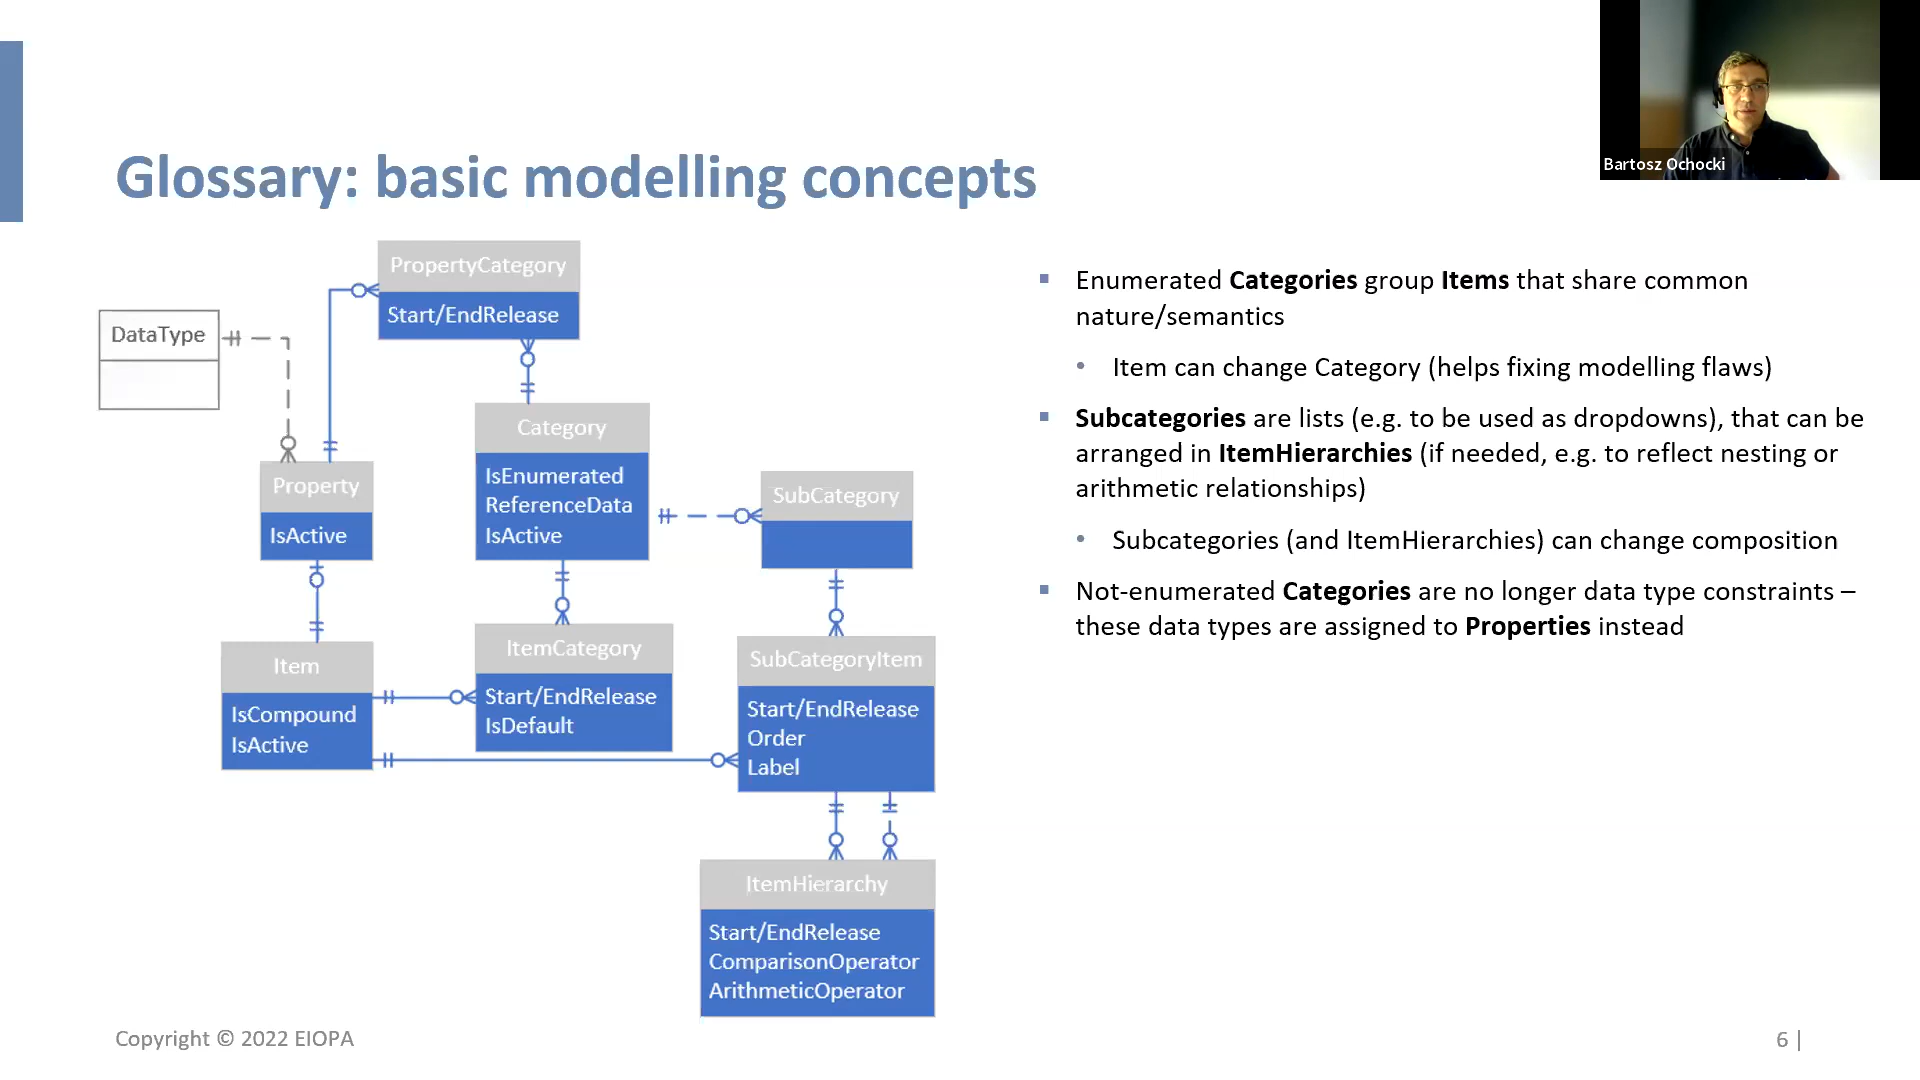 Bartosz Ochocki
Glossary: basic modelling concepts
PropertyCategory
Start/EndRelease
DataType
Category
IsEnumerated
ReferenceData
IsActive
Property
IsActive
SubCategory
Item
IsCompound
IsActive
ItemCategory
Start/EndRelease
IsDefault
SubCategoryItem
Start/EndRelease
Order
Label
ItemHierarchy
Start/EndRelease
ComparisonOperator
ArithmeticOperator
▪ Enumerated Categories group Items that share common
nature/semantics
• Item can change Category (helps fixing modelling flaws)
▪ Subcategories are lists (e.g. to be used as dropdowns), that can be
arranged in ItemHierarchies (if needed, e.g. to reflect nesting or
arithmetic relationships)
• Subcategories (and ItemHierarchies) can change composition
▪ Not-enumerated Categories are no longer data type constraints –
these data types are assigned to Properties instead
Copyright © 2022 EIOPA
6 |